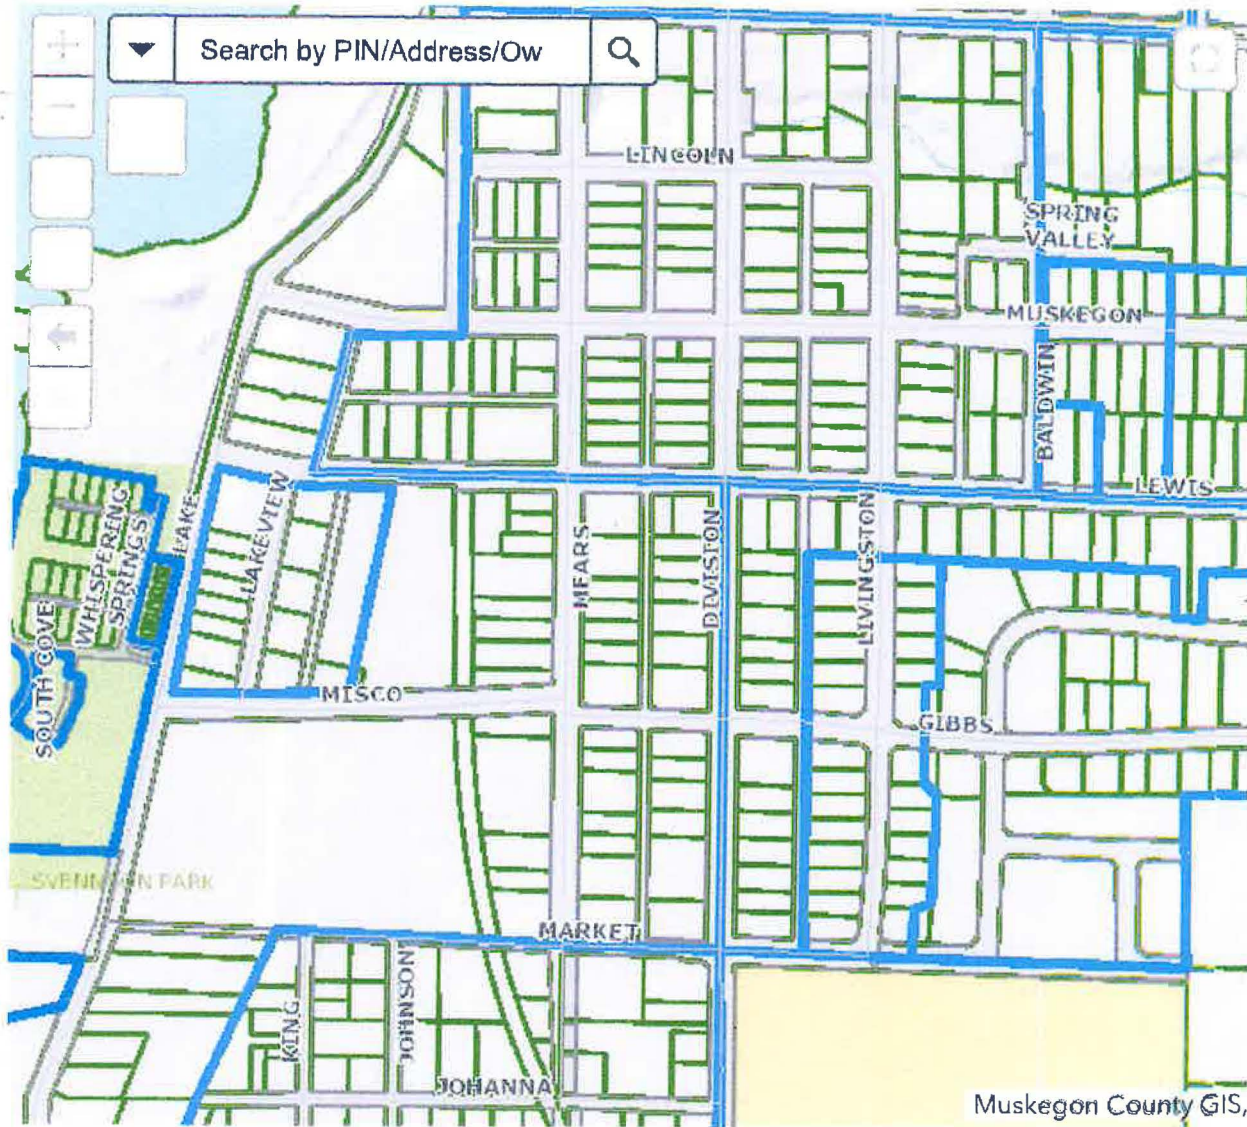 Search by PIN/Address/Ow
LINCOLN
SPRING
VALLEY
MUSKEGON
BALDWIN
LEWIS
LAKE
LAKEVIEW
WHISPERING
SPRINGS
SOUTH COVE
MEARS
DIVISION
LIVINGSTON
MISCO
GIBBS
PARK
MARKET
KING
JOHNSON
JOHANNA
Muskegon County GIS,